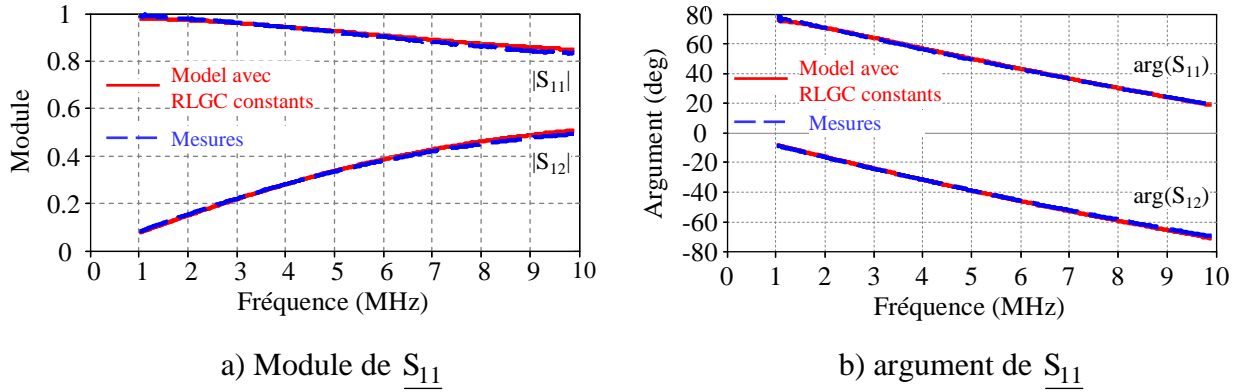 1
0.8
0.6
0.4
0.2
0
Module
|S11|
Model avec
RLGC constants
Mesures
|S12|
0 1 2 3 4 5 6 7 8 9 10
Fréquence (MHz)
a) Module de S11
80
60
40
20
0
-20
-40
-60
-80
Argument (deg)
arg(S11)
Model avec
RLGC constants
Mesures
arg(S12)
0 1 2 3 4 5 6 7 8 9 10
Fréquence (MHz)
b) argument de S11